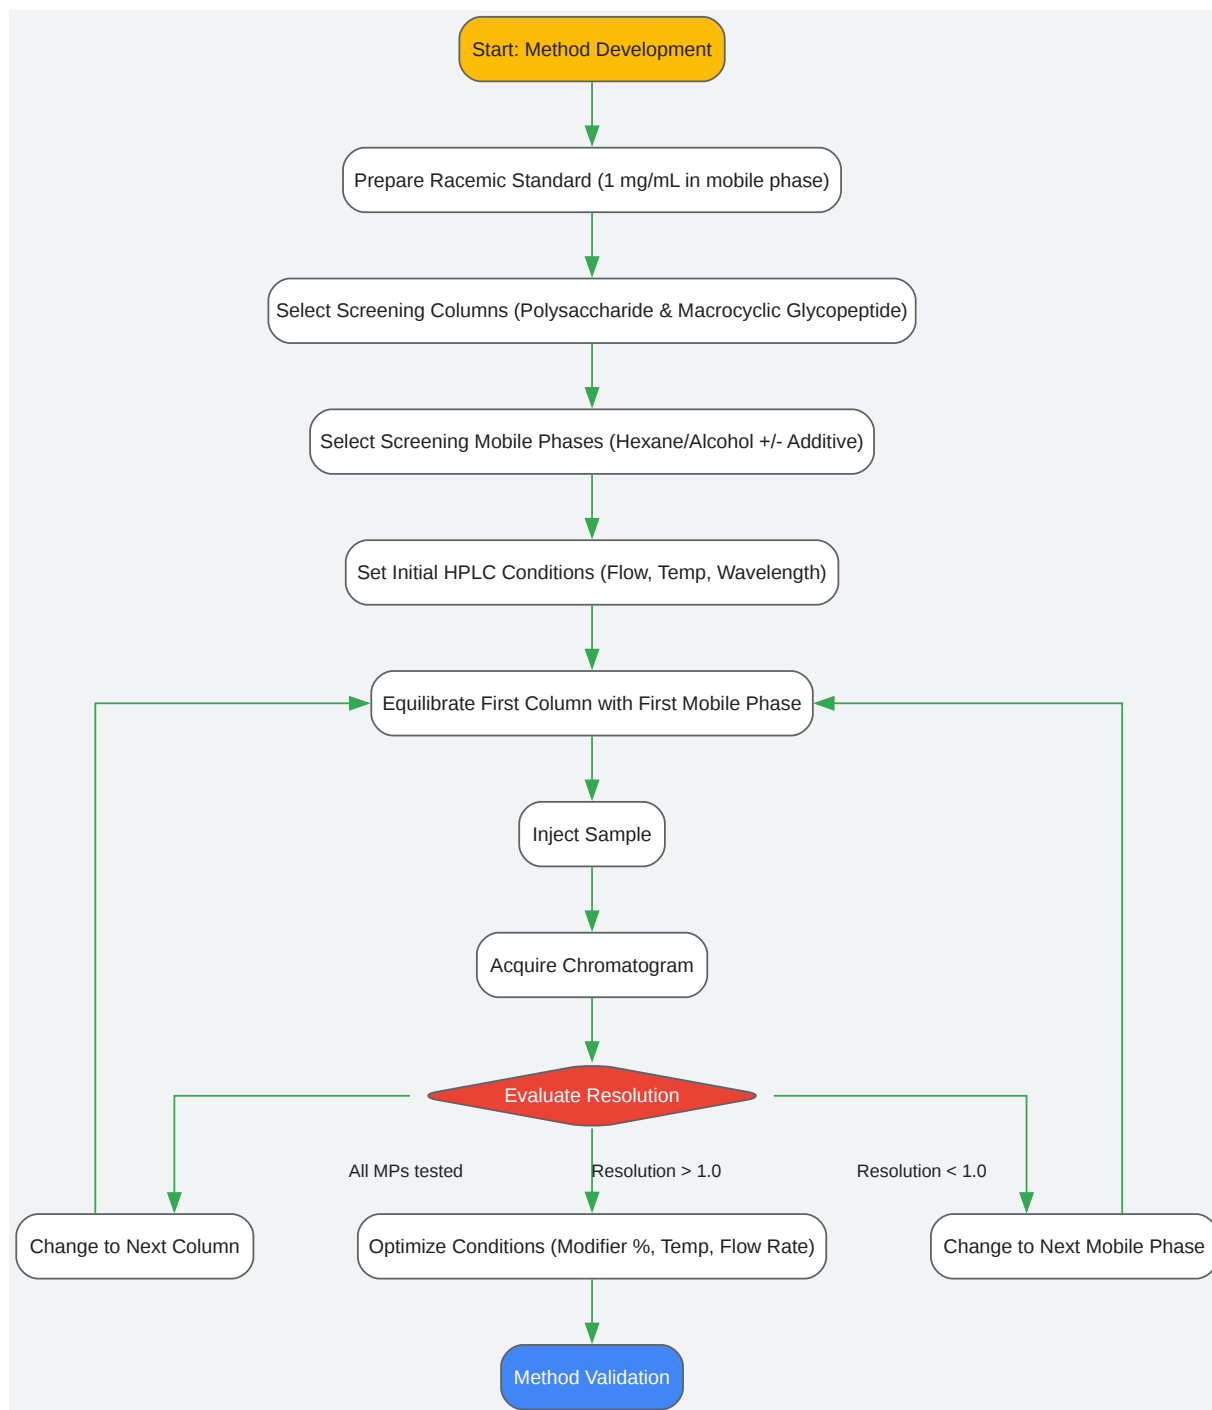 Start: Method Development
Prepare Racemic Standard (1 mg/mL in mobile phase)
Select Screening Columns (Polysaccharide & Macrocyclic Glycopeptide)
Select Screening Mobile Phases (Hexane/Alcohol +/- Additive)
Set Initial HPLC Conditions (Flow, Temp, Wavelength)
Equilibrate First Column with First Mobile Phase
Inject Sample
Acquire Chromatogram
Evaluate Resolution
All MPs tested
Resolution > 1.0
Resolution < 1.0
Change to Next Column
Optimize Conditions (Modifier %, Temp, Flow Rate)
Change to Next Mobile Phase
Method Validation